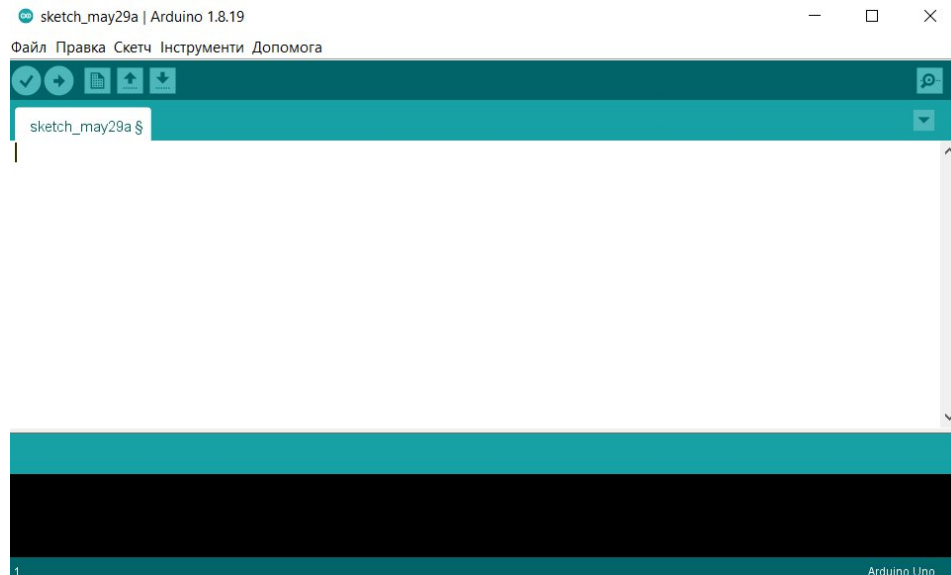 sketch_may29a | Arduino 1.8.19
Файл Правка Скетч Інструменти Допомога
sketch_may29a §
1 Arduino Uno